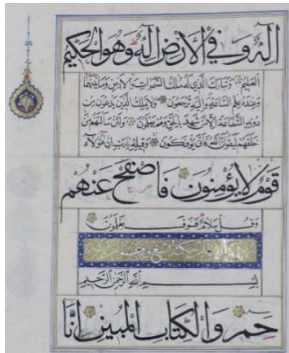 اله وفي الأرض اله وهو الحكيم
العليم وتبارك الذي له ملك السموات والأرض وما بينهما
وعنده علم الساعة وإليه ترجعون ولا يملك الذين يدعون من
دونه الشفاعة إلا من شهد بالحق وهم يعلمون ولئن سألتهم من
خلقهم ليقولن الله فأنى يؤفكون وقيله يا رب إن هؤلاء
قوم لا يؤمنون فاصفح عنهم
وقل سلام فسوف يعلمون
بسم الله الرحمن الرحيم
حم والكتاب المبين إنا